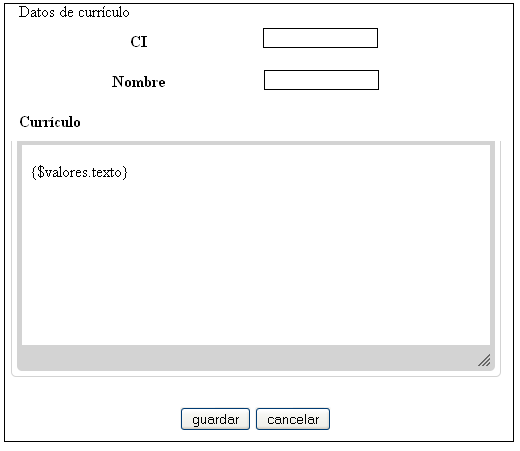 Datos de currículo
CI
Nombre
Currículo
{$valores.texto}
guardar cancelar